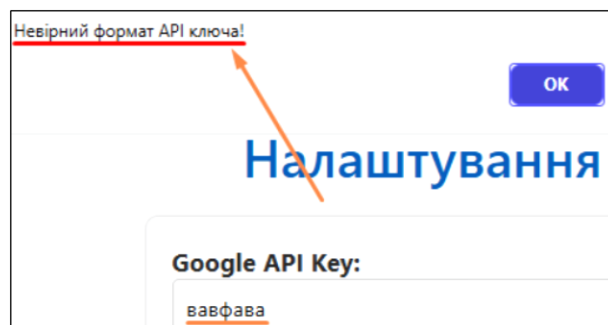 Невірний формат API ключа!
OK
Налаштування
Google API Key:
вавфава